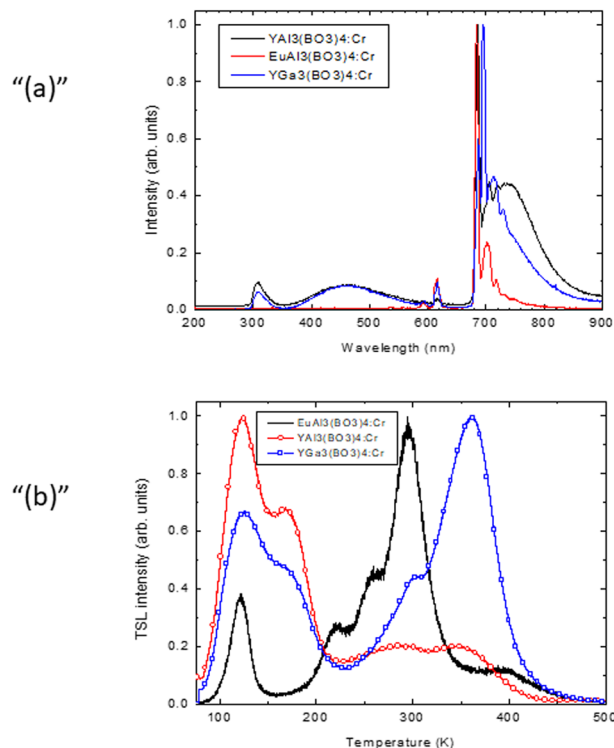 “(a)”
YAl3(BO3)4:Cr
EuAl3(BO3)4:Cr
YGa3(BO3)4:Cr
Intensity (arb. units)
1.0
0.8
0.6
0.4
0.2
0.0
200 300 400 500 600 700 800 900
Wavelength (nm)
“(b)”
EuAl3(BO3)4:Cr
YAl3(BO3)4:Cr
YGa3(BO3)4:Cr
TSL intensity (arb. units)
1.0
0.8
0.6
0.4
0.2
0.0
100 200 300 400 500
Temperature (K)